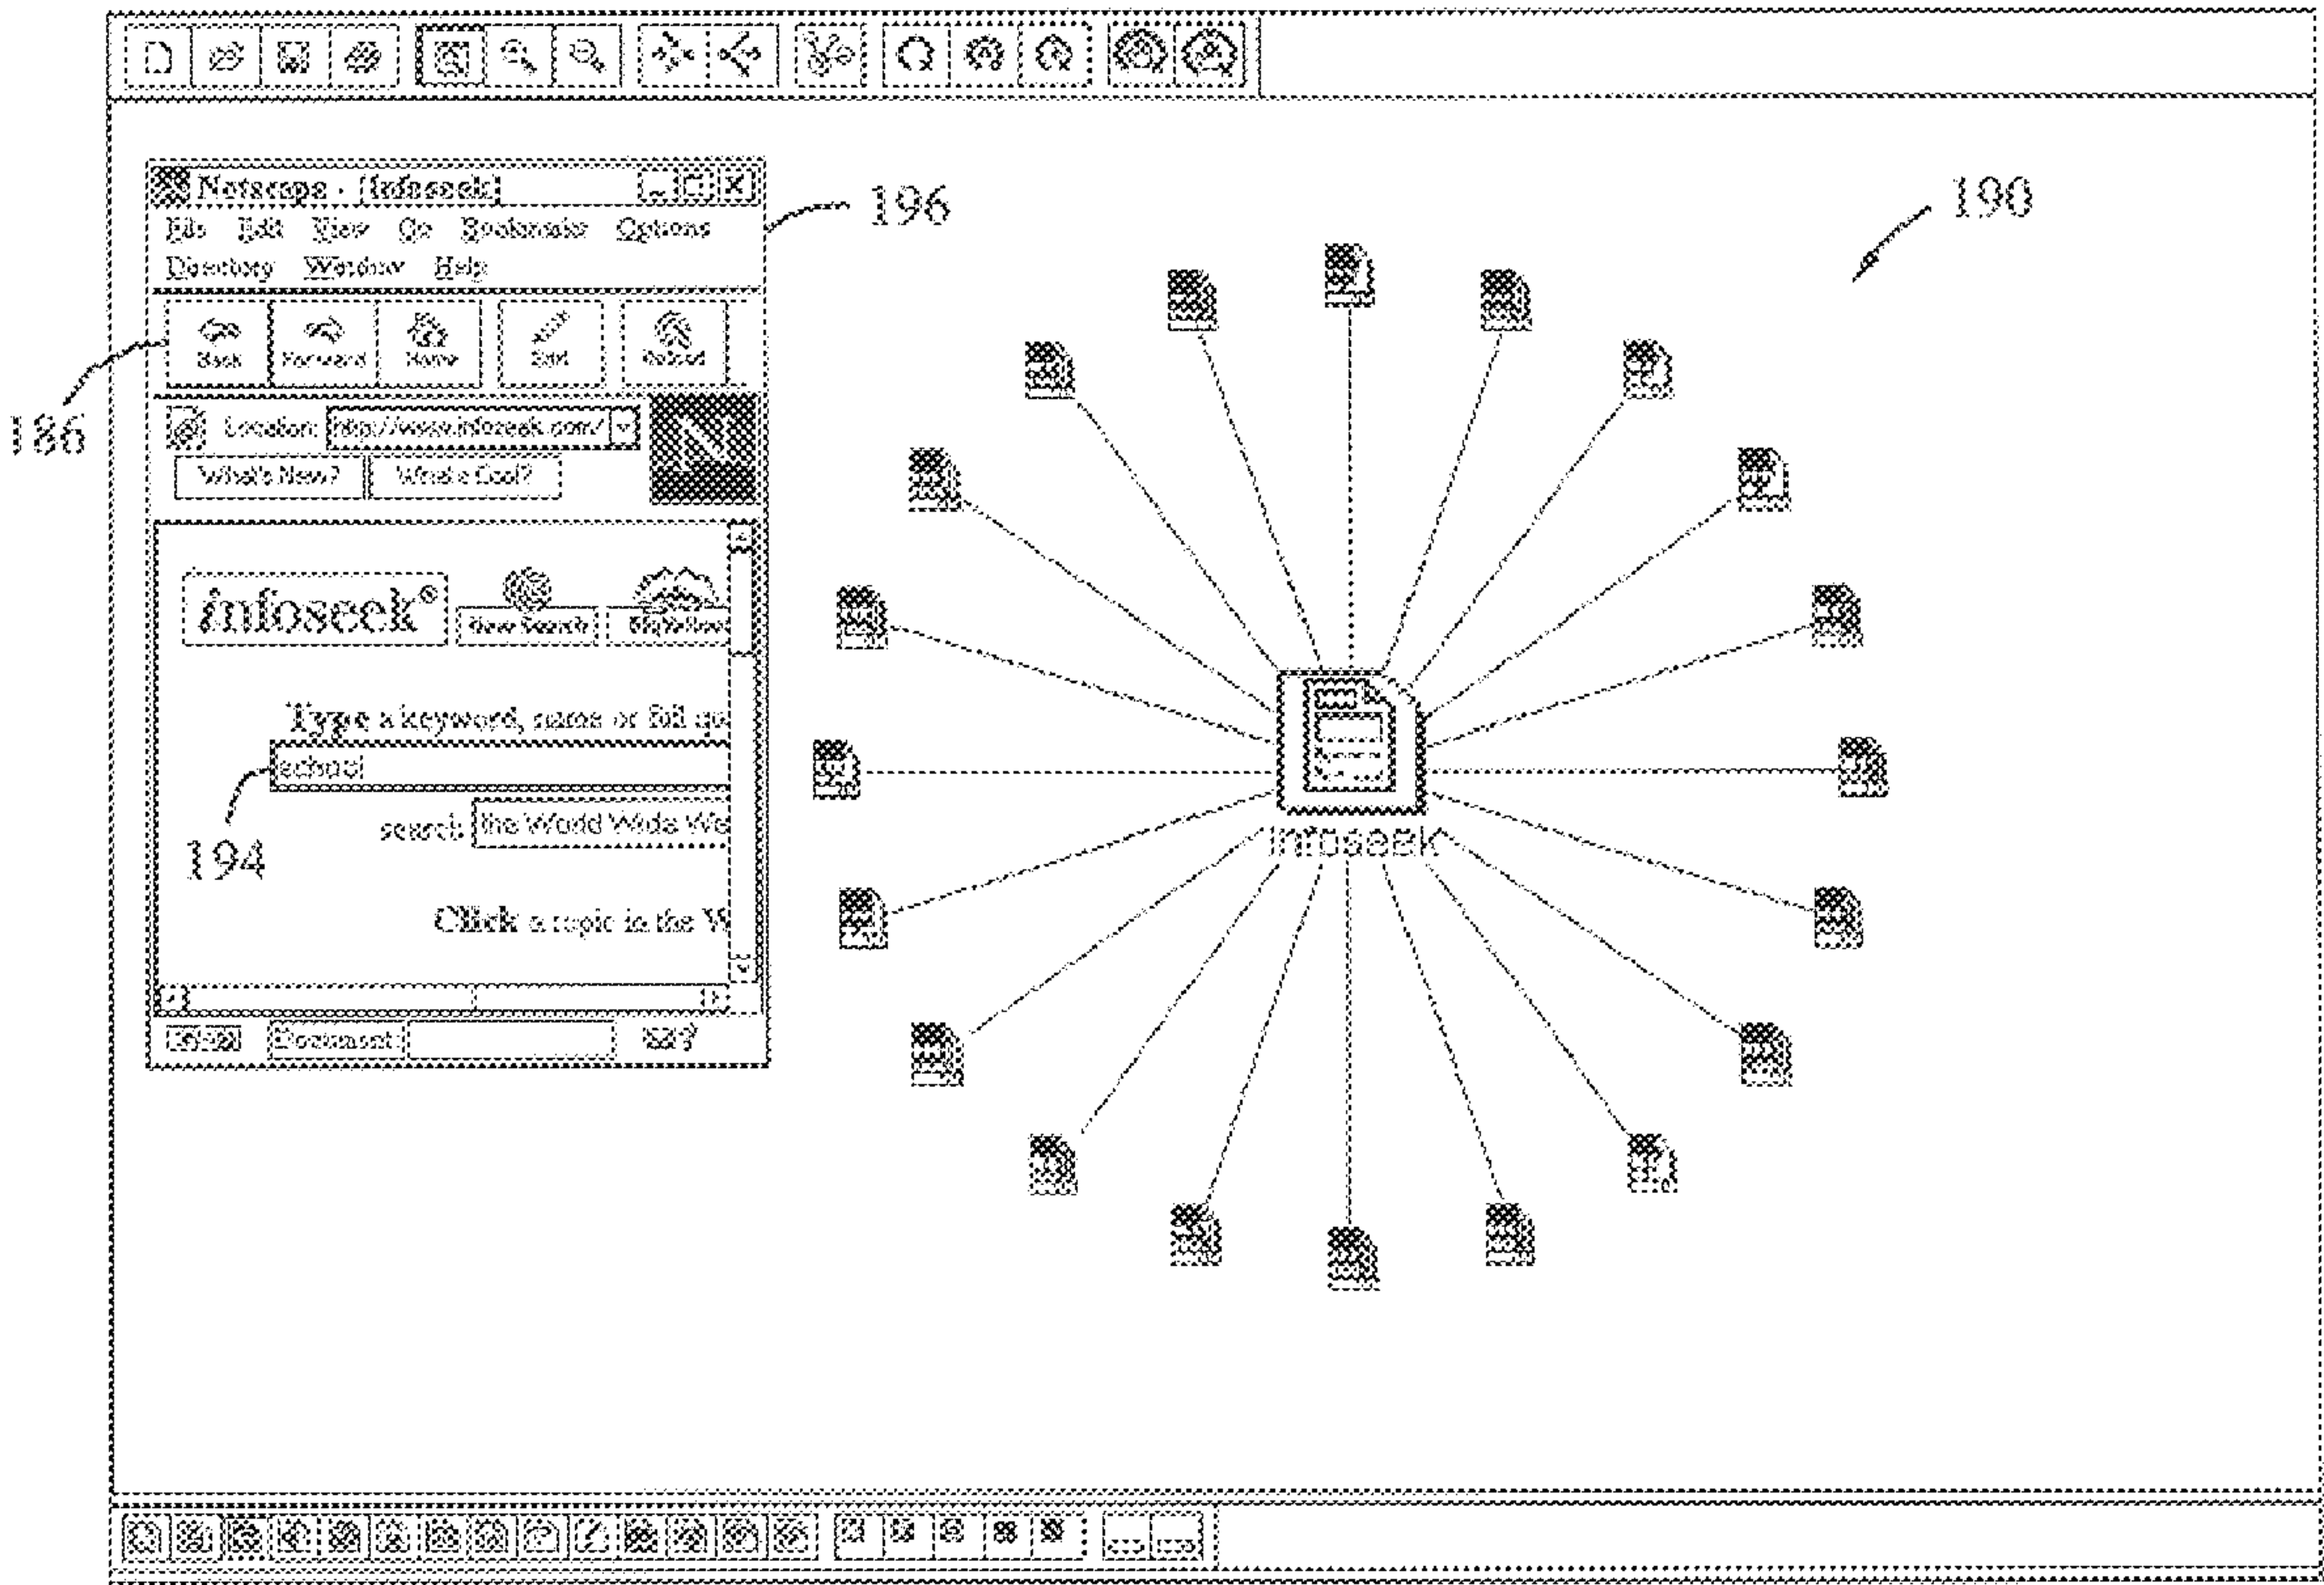 Netscape - [Infoseek]
196
190
File Edit View Go Bookmarks Options
Directory Window Help
Back Forward Home Edit Reload
186
Location: http://www.infoseek.com/
What's New? What's Cool?
infoseek®
New Search
Type a keyword, name or full qu
school
194
search the World Wide We
infoseek
Click a topic in the W
Document: